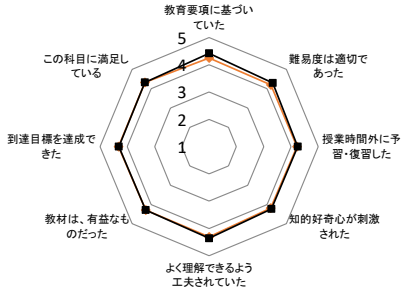 教育要項に基づい
ていた
難易度は適切で
あった
授業時間外に予
習・復習した
知的好奇心が刺激
された
よく理解できるよう
工夫されていた
教材は、有益なも
のだった
到達目標を達成で
きた
この科目に満足し
ている
5
4
3
2
1